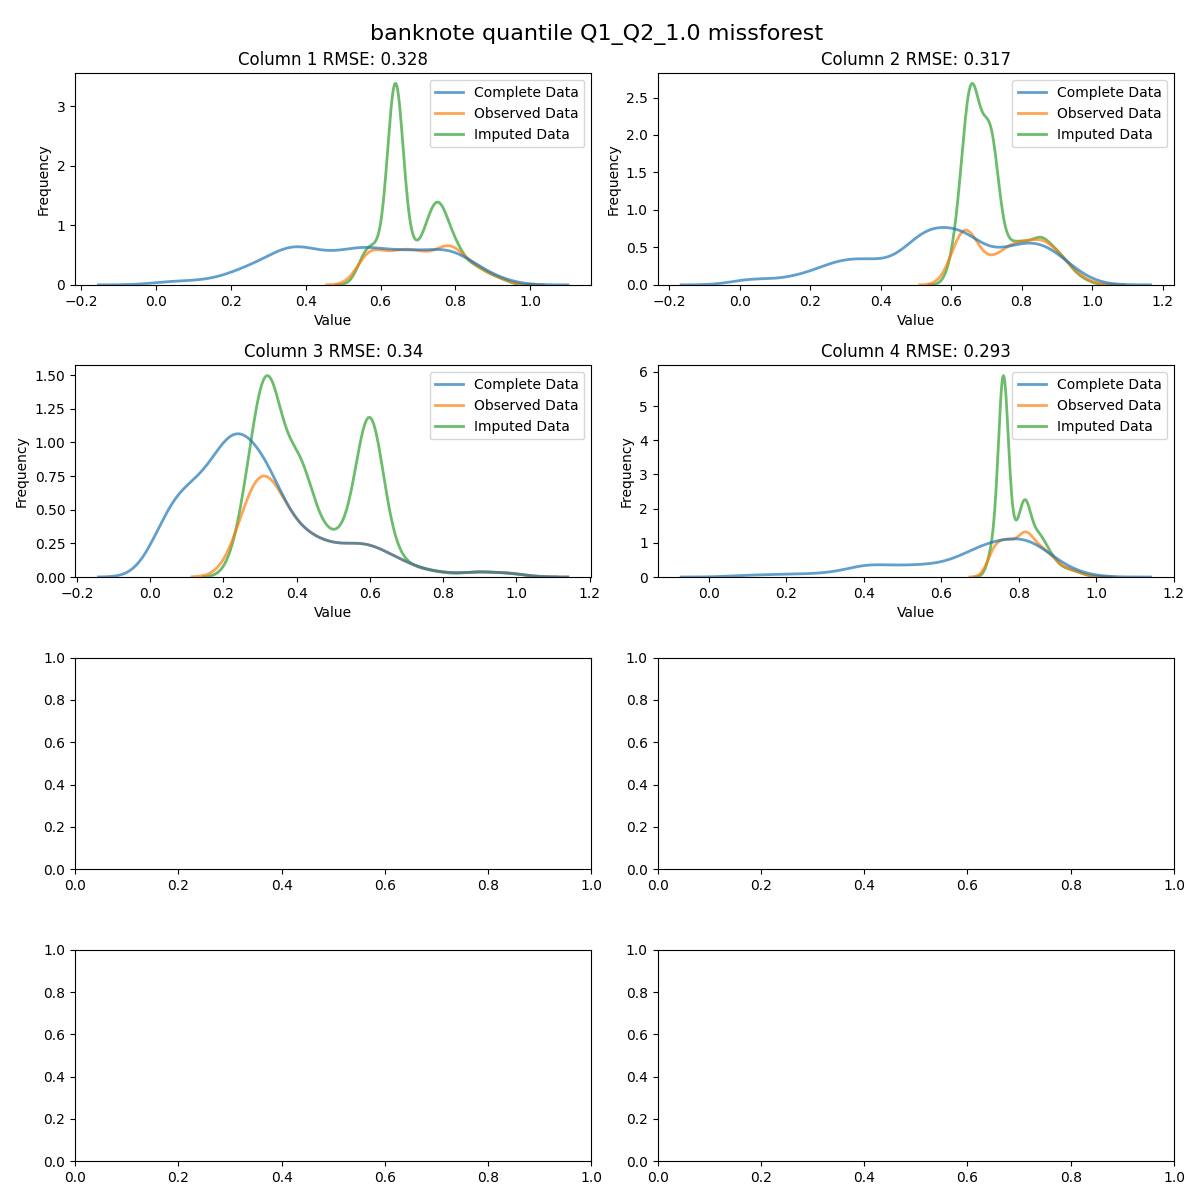 banknote quantile Q1_Q2_1.0 missforest
Column 1 RMSE: 0.328
Complete Data
Observed Data
Imputed Data
Frequency
3
2
1
0
−0.2 0.0 0.2 0.4 0.6 0.8 1.0
Value
Column 2 RMSE: 0.317
Complete Data
Observed Data
Imputed Data
Frequency
2.5
2.0
1.5
1.0
0.5
0.0
−0.2 0.0 0.2 0.4 0.6 0.8 1.0 1.2
Value
Column 3 RMSE: 0.34
Complete Data
Observed Data
Imputed Data
Frequency
1.50
1.25
1.00
0.75
0.50
0.25
0.00
−0.2 0.0 0.2 0.4 0.6 0.8 1.0 1.2
Value
Column 4 RMSE: 0.293
Complete Data
Observed Data
Imputed Data
Frequency
6
5
4
3
2
1
0
0.0 0.2 0.4 0.6 0.8 1.0 1.2
Value
1.0
0.8
0.6
0.4
0.2
0.0
0.0 0.2 0.4 0.6 0.8 1.0
1.0
0.8
0.6
0.4
0.2
0.0
0.0 0.2 0.4 0.6 0.8 1.0
1.0
0.8
0.6
0.4
0.2
0.0
0.0 0.2 0.4 0.6 0.8 1.0
1.0
0.8
0.6
0.4
0.2
0.0
0.0 0.2 0.4 0.6 0.8 1.0